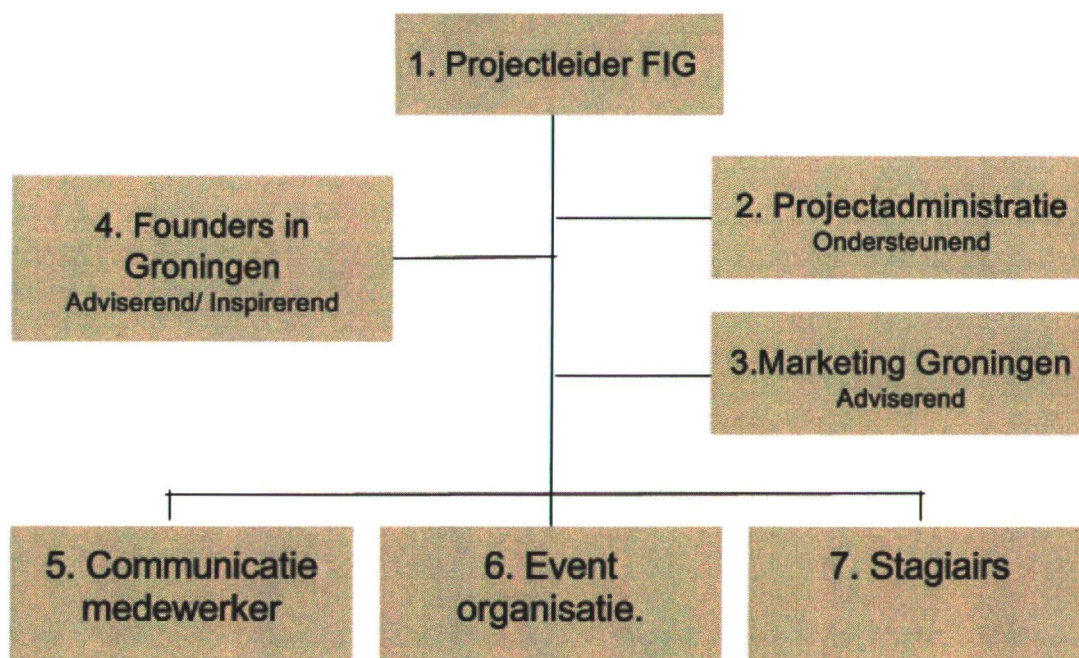 1. Projectleider FIG
4. Founders in
Groningen
Adviserend/ Inspirerend
2. Projectadministratie
Ondersteunend
3.Marketing Groningen
Adviserend
5. Communicatie
medewerker
6. Event
organisatie.
7. Stagiairs